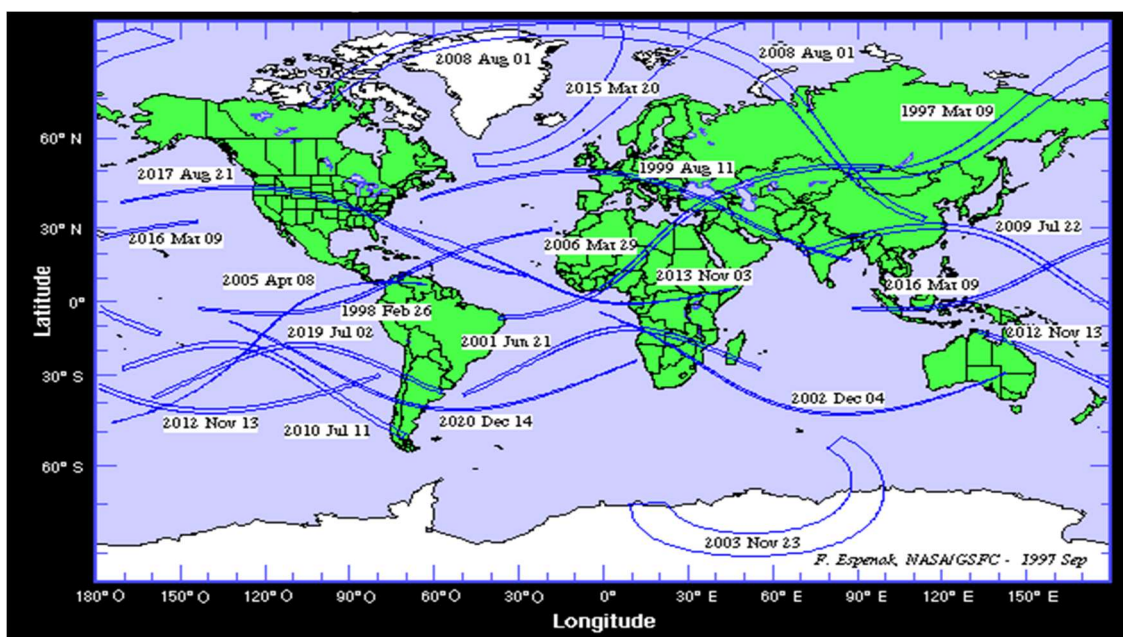 2008 Aug 01
2008 Aug 01
2015 Mar 20
1997 Mar 09
60° N
2017 Aug 21
1999 Aug 11
30° N
2009 Jul 22
2016 Mar 09
2006 Mar 29
2005 Apr 08
2013 Nov 03
2016 Mar 09
0°
1998 Feb 26
2019 Jul 02
2001 Jun 21
2012 Nov 13
30° S
2002 Dec 04
2012 Nov 13
2010 Jul 11
2020 Dec 14
60° S
2003 Nov 23
F. Espenak, NASA/GSFC - 1997 Sep
Latitude
180° O
150° O
120° O
90° O
60° O
30° O
0°
30° E
60° E
90° E
120° E
150° E
Longitude